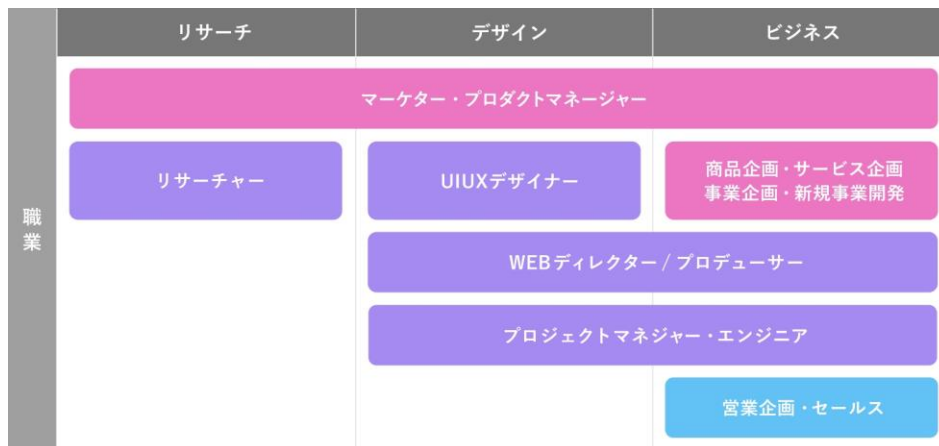 リサーチ
デザイン
ビジネス
職業
マーケター・プロダクトマネージャー
リサーチャー
UIUXデザイナー
商品企画・サービス企画
事業企画・新規事業開発
WEBディレクター / プロデューサー
プロジェクトマネジャー・エンジニア
営業企画・セールス